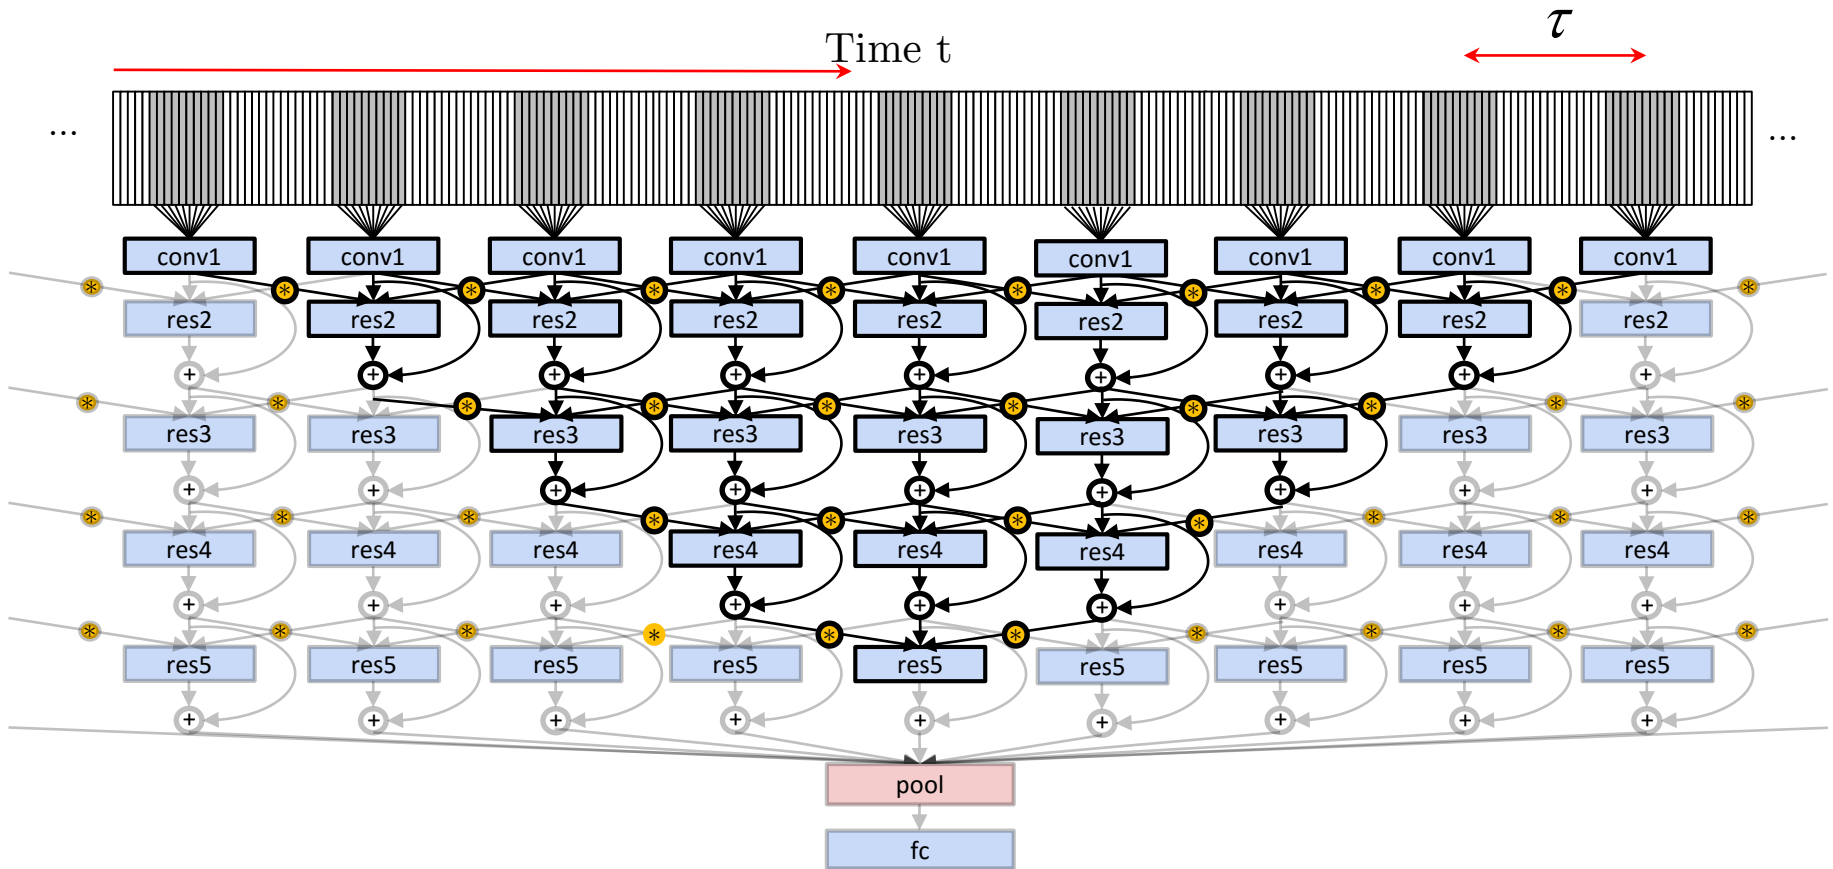 τ
Time t
... ...
conv1 conv1 conv1 conv1 conv1 conv1 conv1 conv1 conv1
* * * * * * * * * *
res2 res2 res2 res2 res2 res2 res2 res2 res2
+ + + + + + + + +
* * * * * * * * * *
res3 res3 res3 res3 res3 res3 res3 res3 res3
+ + + + + + + + +
* * * * * * * * * *
res4 res4 res4 res4 res4 res4 res4 res4 res4
+ + + + + + + + +
* * * * * * * * * *
res5 res5 res5 res5 res5 res5 res5 res5 res5
+ + + + + + + + +
pool
fc